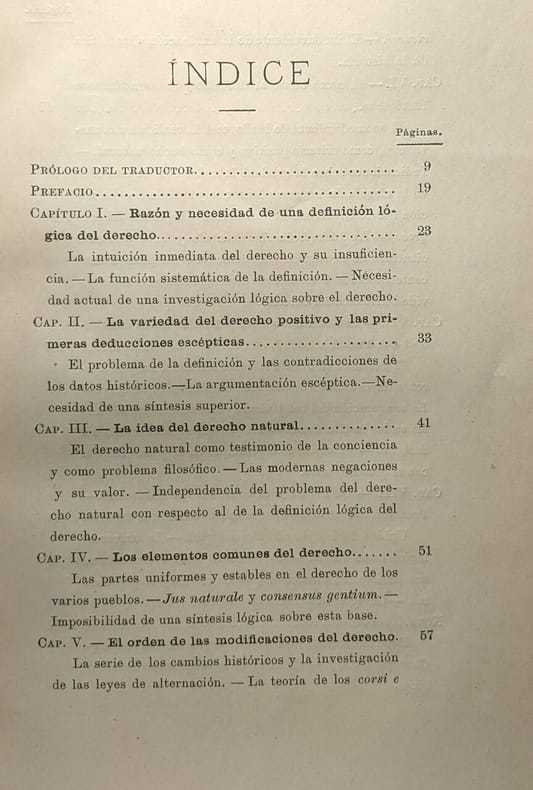 ÍNDICE
Páginas.
PRÓLOGO DEL TRADUCTOR............................ 9
PREFACIO........................................ 19
CAPÍTULO I. — Razón y necesidad de una definición ló-
gica del derecho................................ 23
La intuición inmediata del derecho y su insuficien-
cia. — La función sistemática de la definición. — Necesi-
dad actual de una investigación lógica sobre el derecho.
CAP. II. — La variedad del derecho positivo y las pri-
meras deducciones escépticas.................... 33
El problema de la definición y las contradicciones de
los datos históricos.—La argumentación escéptica.—Ne-
cesidad de una síntesis superior.
CAP. III. — La idea del derecho natural............. 41
El derecho natural como testimonio de la conciencia
y como problema filosófico. — Las modernas negaciones
y su valor. — Independencia del problema del dere-
cho natural con respecto al de la definición lógica del
derecho.
CAP. IV. — Los elementos comunes del derecho....... 51
Las partes uniformes y estables en el derecho de los
varios pueblos. — Jus naturale y consensus gentium. —
Imposibilidad de una síntesis lógica sobre esta base.
CAP. V. — El orden de las modificaciones del derecho. 57
La serie de los cambios históricos y la investigación
de las leyes de alternación. — La teoría de los corsi e